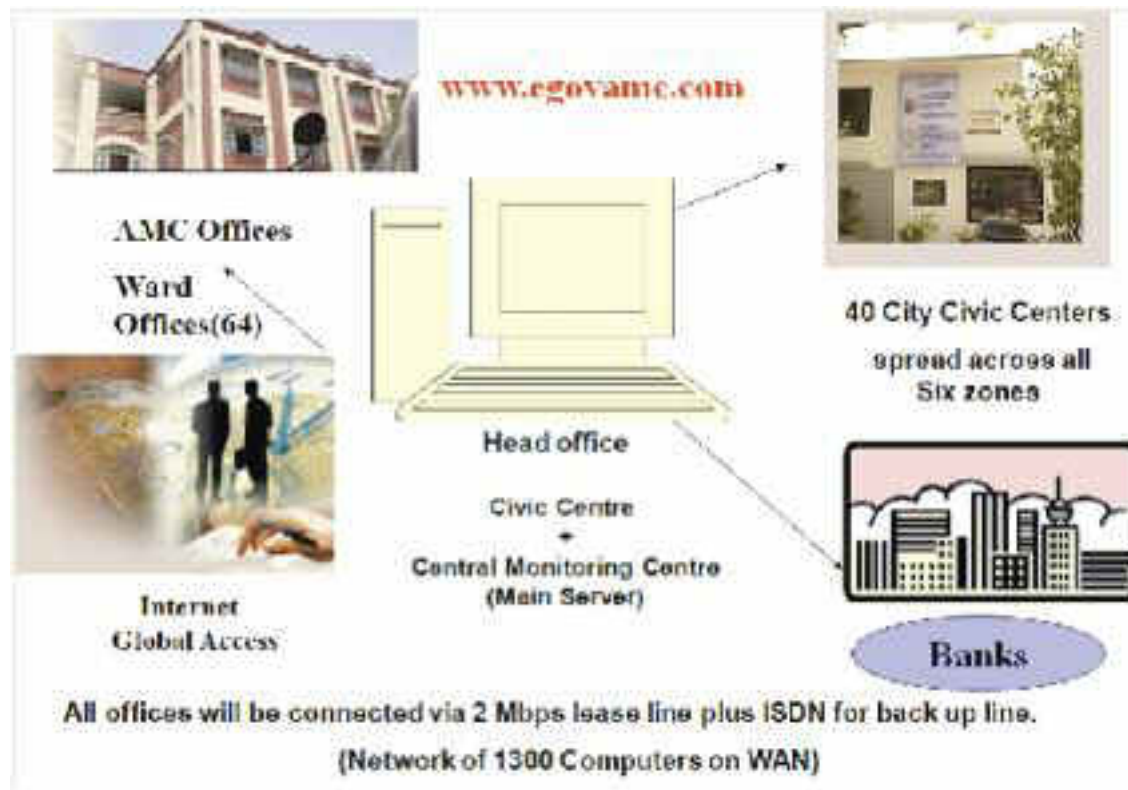 www.egovamc.com
AMC Offices
Ward
Offices(64)
40 City Civic Centers
spread across all
Six zones
Head office
Civic Centre
+
Central Monitoring Centre
(Main Server)
Internet
Global Access
Banks
All offices will be connected via 2 Mbps lease line plus ISDN for back up line.
(Network of 1300 Computers on WAN)